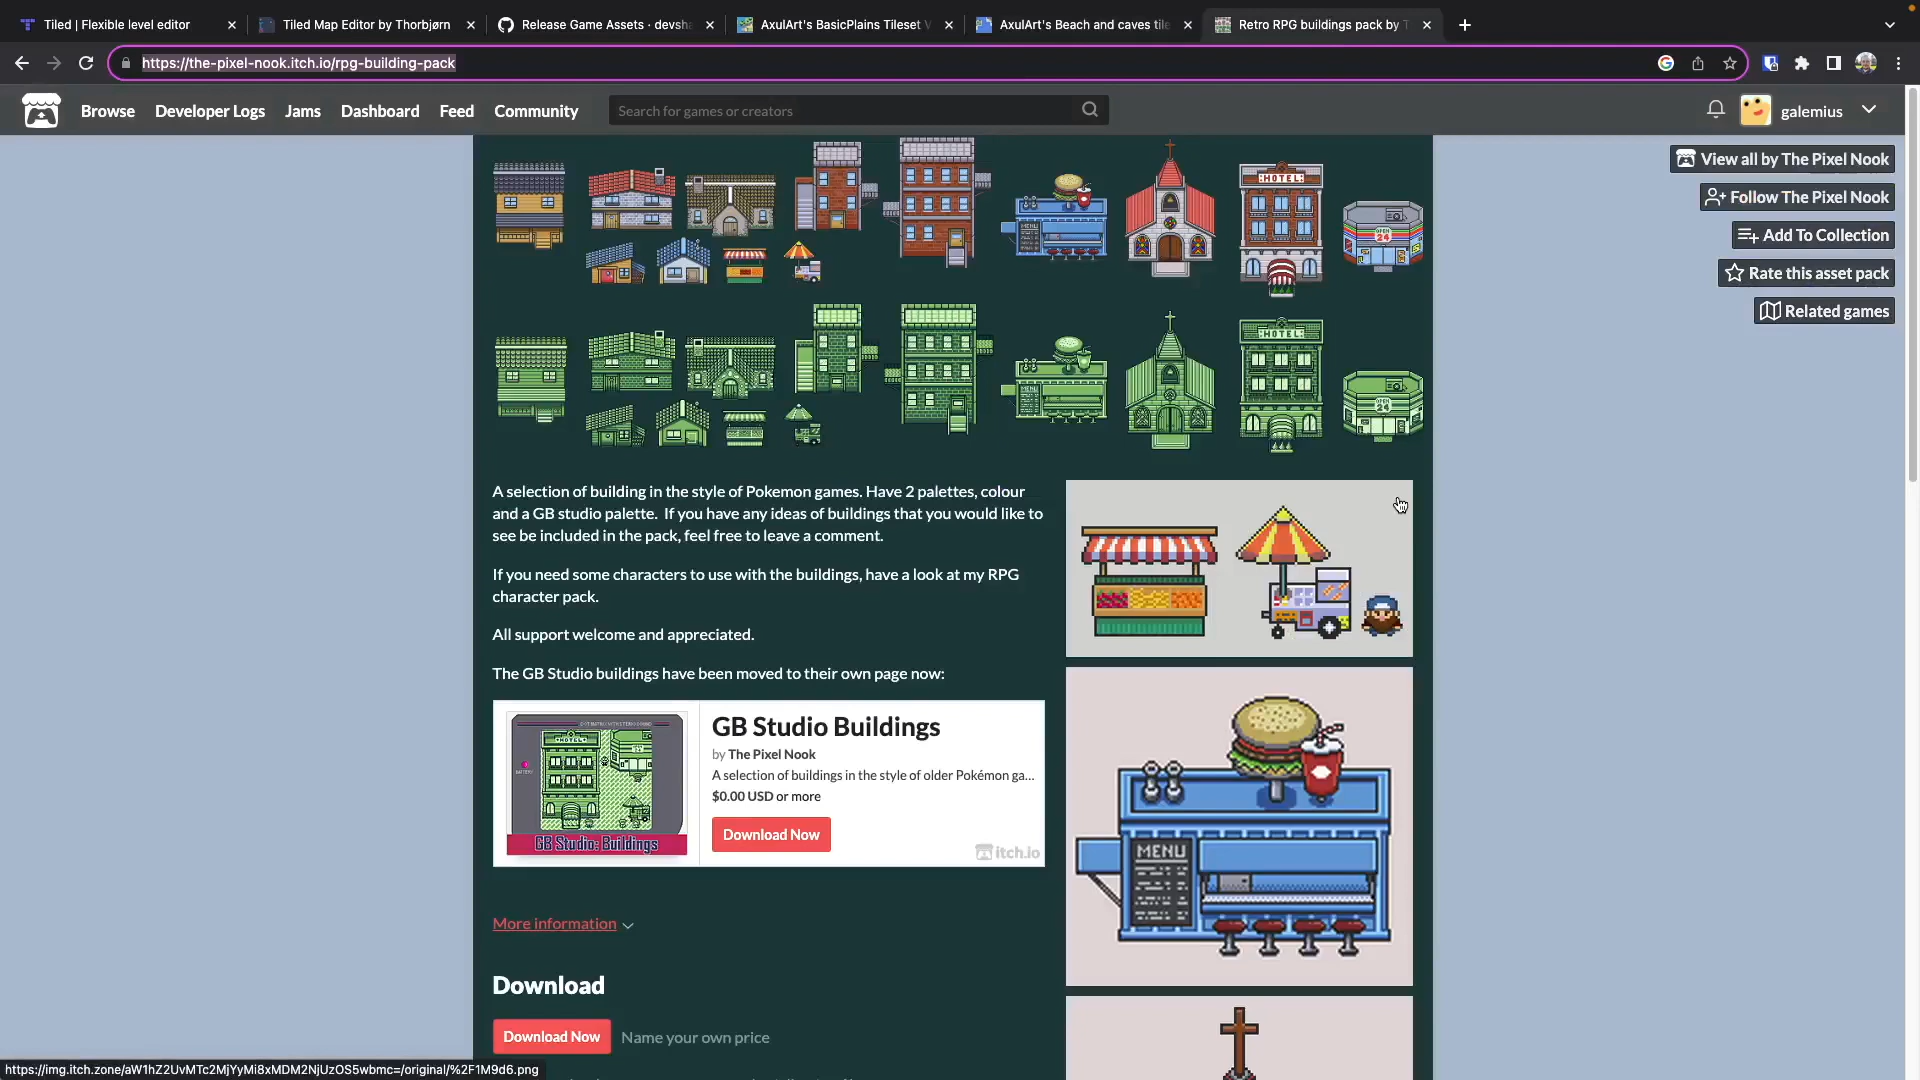 Tiled | Flexible level editor
Tiled Map Editor by Thorbjørn
Release Game Assets · devsha
AxulArt's BasicPlains Tileset V
AxulArt's Beach and caves tile
Retro RPG buildings pack by T
https://the-pixel-nook.itch.io/rpg-building-pack
Browse
Developer Logs
Jams
Dashboard
Feed
Community
Search for games or creators
galemius
View all by The Pixel Nook
Follow The Pixel Nook
Add To Collection
Rate this asset pack
Related games
HOTEL
MENU
OPEN
24
HOTEL
MENU
OPEN
24
A selection of building in the style of Pokemon games. Have 2 palettes, colour
and a GB studio palette. If you have any ideas of buildings that you would like to
see be included in the pack, feel free to leave a comment.
If you need some characters to use with the buildings, have a look at my RPG
character pack.
All support welcome and appreciated.
The GB Studio buildings have been moved to their own page now:
HOTEL
GB Studio: Buildings
GB Studio Buildings
by The Pixel Nook
A selection of buildings in the style of older Pokémon ga...
$0.00 USD or more
Download Now
itch.io
MENU
More information
Download
Download Now
Name your own price
https://img.itch.zone/aW1hZ2UvMTc2MjYyMi8xMDM2NjUzOS5wbmc=/original/%2F1M9d6.png